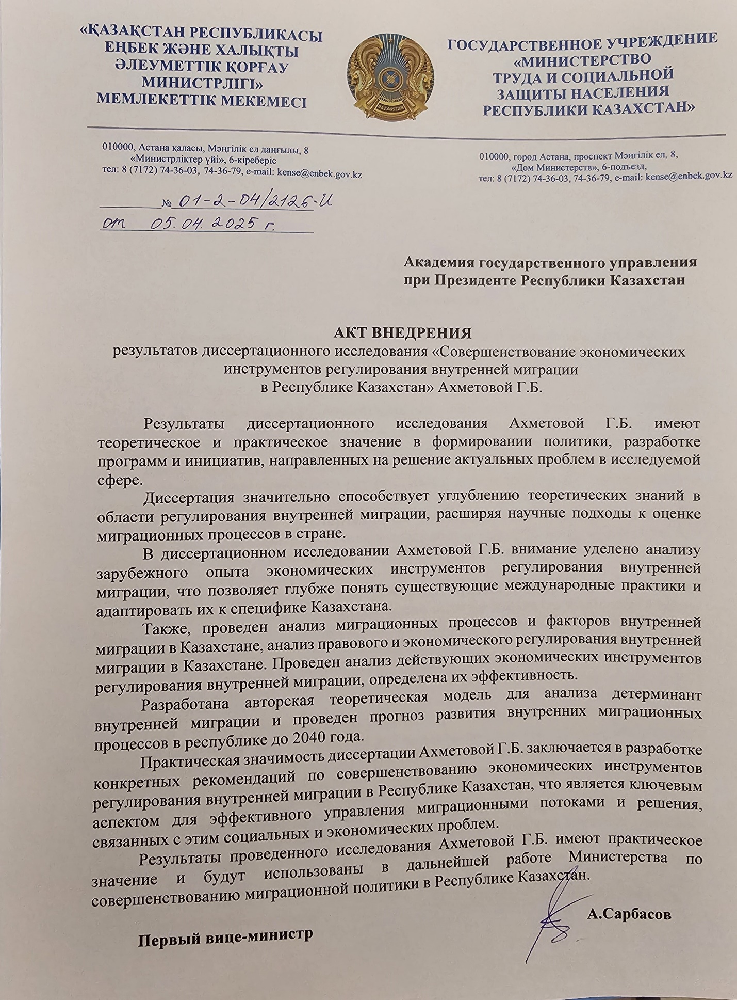 «ҚАЗАҚСТАН РЕСПУБЛИКАСЫ
ЕҢБЕК ЖӘНЕ ХАЛЫҚТЫ
ӘЛЕУМЕТТІК ҚОРҒАУ
МИНИСТРЛІГІ»
МЕМЛЕКЕТТІК МЕКЕМЕСІ
QAZAQSTAN
ГОСУДАРСТВЕННОЕ УЧРЕЖДЕНИЕ
«МИНИСТЕРСТВО
ТРУДА И СОЦИАЛЬНОЙ
ЗАЩИТЫ НАСЕЛЕНИЯ
РЕСПУБЛИКИ КАЗАХСТАН»
010000, Астана қаласы, Мәңгілік ел даңғылы, 8
«Министрліктер үйі», 6-кіреберіс
тел: 8 (7172) 74-36-03, 74-36-79, e-mail: kense@enbek.gov.kz
010000, город Астана, проспект Мәңгілік ел, 8,
«Дом Министерств», 6-подъезд,
тел: 8 (7172) 74-36-03, 74-36-79, e-mail: kense@enbek.gov.kz
№ 01-2-04/2126-И
от 05.04.2025 г.
Академия государственного управления
при Президенте Республики Казахстан
АКТ ВНЕДРЕНИЯ
результатов диссертационного исследования «Совершенствование экономических
инструментов регулирования внутренней миграции
в Республике Казахстан» Ахметовой Г.Б.
Результаты диссертационного исследования Ахметовой Г.Б. имеют
теоретическое и практическое значение в формировании политики, разработке
программ и инициатив, направленных на решение актуальных проблем в исследуемой
сфере.
Диссертация значительно способствует углублению теоретических знаний в
области регулирования внутренней миграции, расширяя научные подходы к оценке
миграционных процессов в стране.
В диссертационном исследовании Ахметовой Г.Б. внимание уделено анализу
зарубежного опыта экономических инструментов регулирования внутренней
миграции, что позволяет глубже понять существующие международные практики и
адаптировать их к специфике Казахстана.
Также, проведен анализ миграционных процессов и факторов внутренней
миграции в Казахстане, анализ правового и экономического регулирования внутренней
миграции в Казахстане. Проведен анализ действующих экономических инструментов
регулирования внутренней миграции, определена их эффективность.
Разработана авторская теоретическая модель для анализа детерминант
внутренней миграции и проведен прогноз развития внутренних миграционных
процессов в республике до 2040 года.
Практическая значимость диссертации Ахметовой Г.Б. заключается в разработке
конкретных рекомендаций по совершенствованию экономических инструментов
регулирования внутренней миграции в Республике Казахстан, что является ключевым
аспектом для эффективного управления миграционными потоками и решения,
связанных с этим социальных и экономических проблем.
Результаты проведенного исследования Ахметовой Г.Б. имеют практическое
значение и будут использованы в дальнейшей работе Министерства по
совершенствованию миграционной политики в Республике Казахстан.
Первый вице-министр
А.Сарбасов